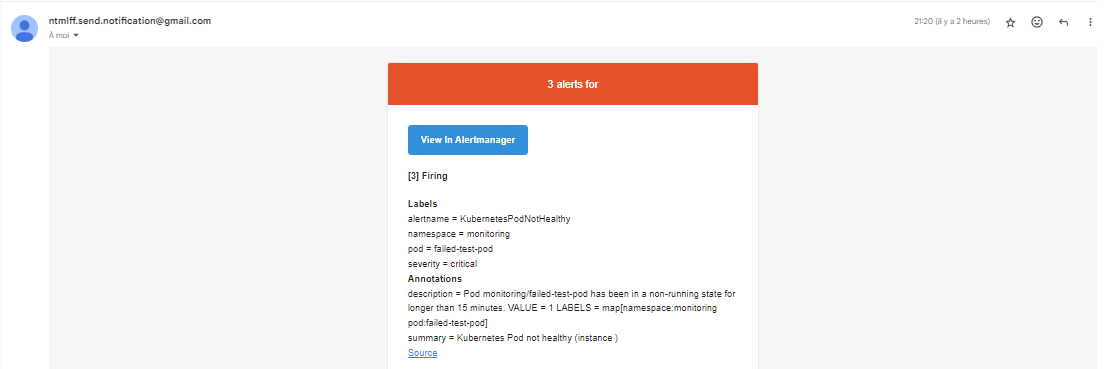 ntmlff.send.notification@gmail.com
21:20 (il y a 2 heures)
À moi
3 alerts for
View In Alertmanager
[3] Firing
Labels
alertname = KubernetesPodNotHealthy
namespace = monitoring
pod = failed-test-pod
severity = critical
Annotations
description = Pod monitoring/failed-test-pod has been in a non-running state for
longer than 15 minutes. VALUE = 1 LABELS = map[namespace:monitoring
pod:failed-test-pod]
summary = Kubernetes Pod not healthy (instance )
Source